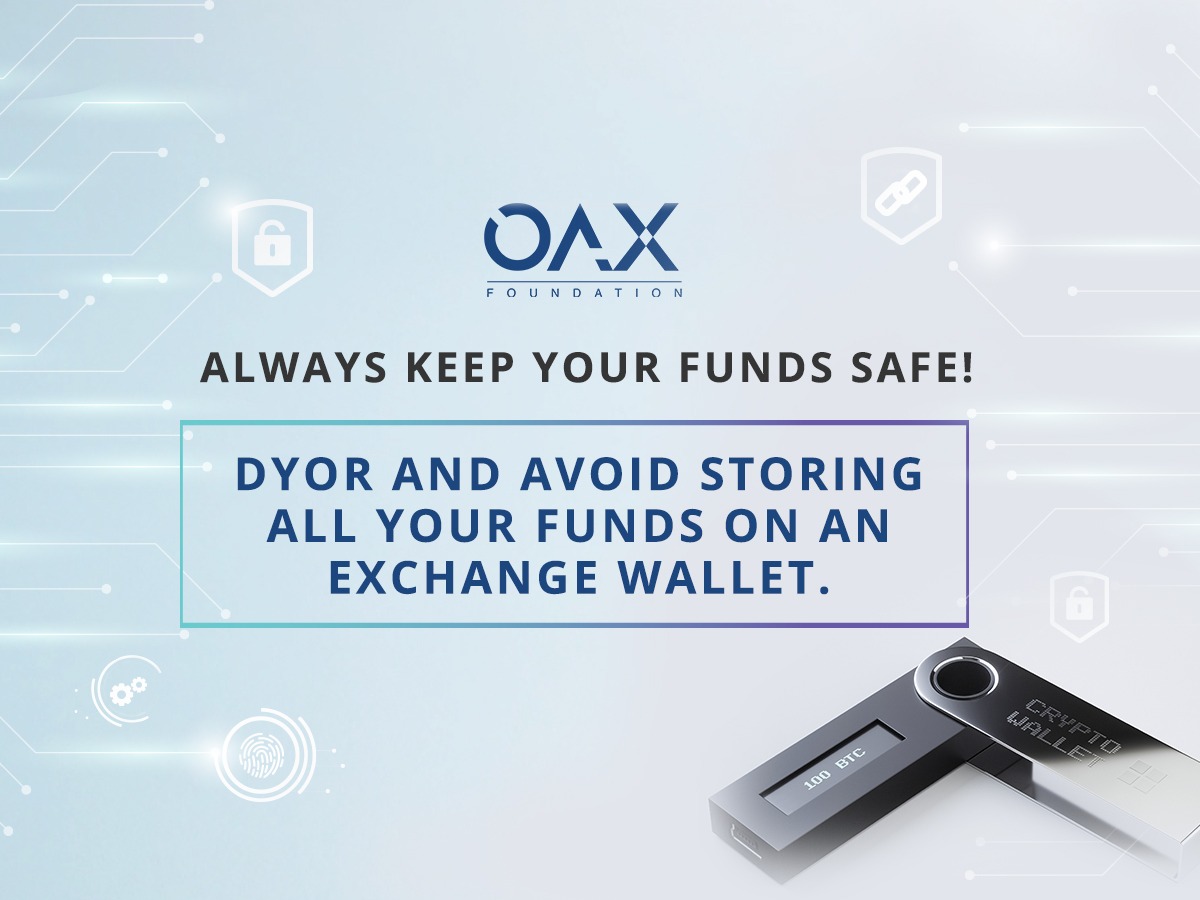 OAX
FOUNDATION
ALWAYS KEEP YOUR FUNDS SAFE!
DYOR AND AVOID STORING
ALL YOUR FUNDS ON AN
EXCHANGE WALLET.
100 BTC
CRYPTO
WALLET